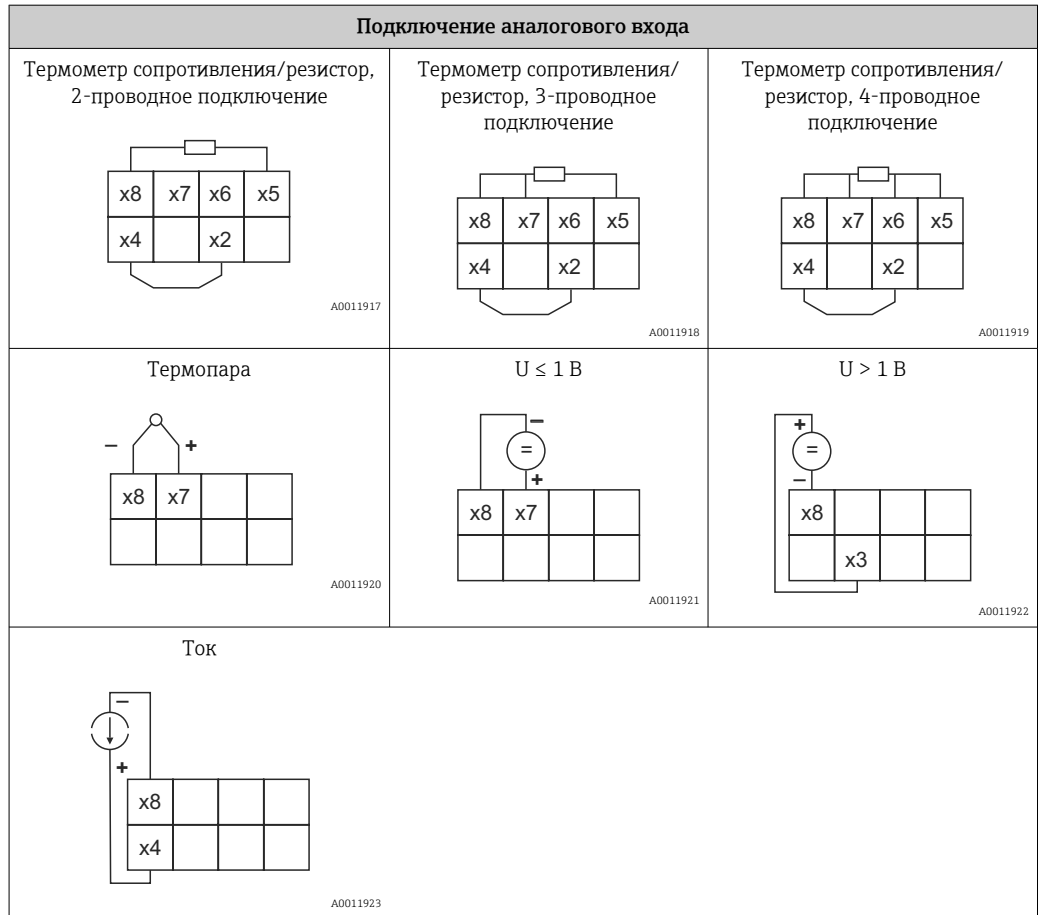 Подключение аналогового входа
Термометр сопротивления/резистор,
2-проводное подключение
x8 x7 x6 x5
x4 x2
A0011917
Термометр сопротивления/
резистор, 3-проводное
подключение
x8 x7 x6 x5
x4 x2
A0011918
Термометр сопротивления/
резистор, 4-проводное
подключение
x8 x7 x6 x5
x4 x2
A0011919
Термопара
– +
x8 x7
A0011920
U ≤ 1 В
–
=
+
x8 x7
A0011921
U > 1 В
+
=
–
x8
x3
A0011922
Ток
–
+
x8
x4
A0011923